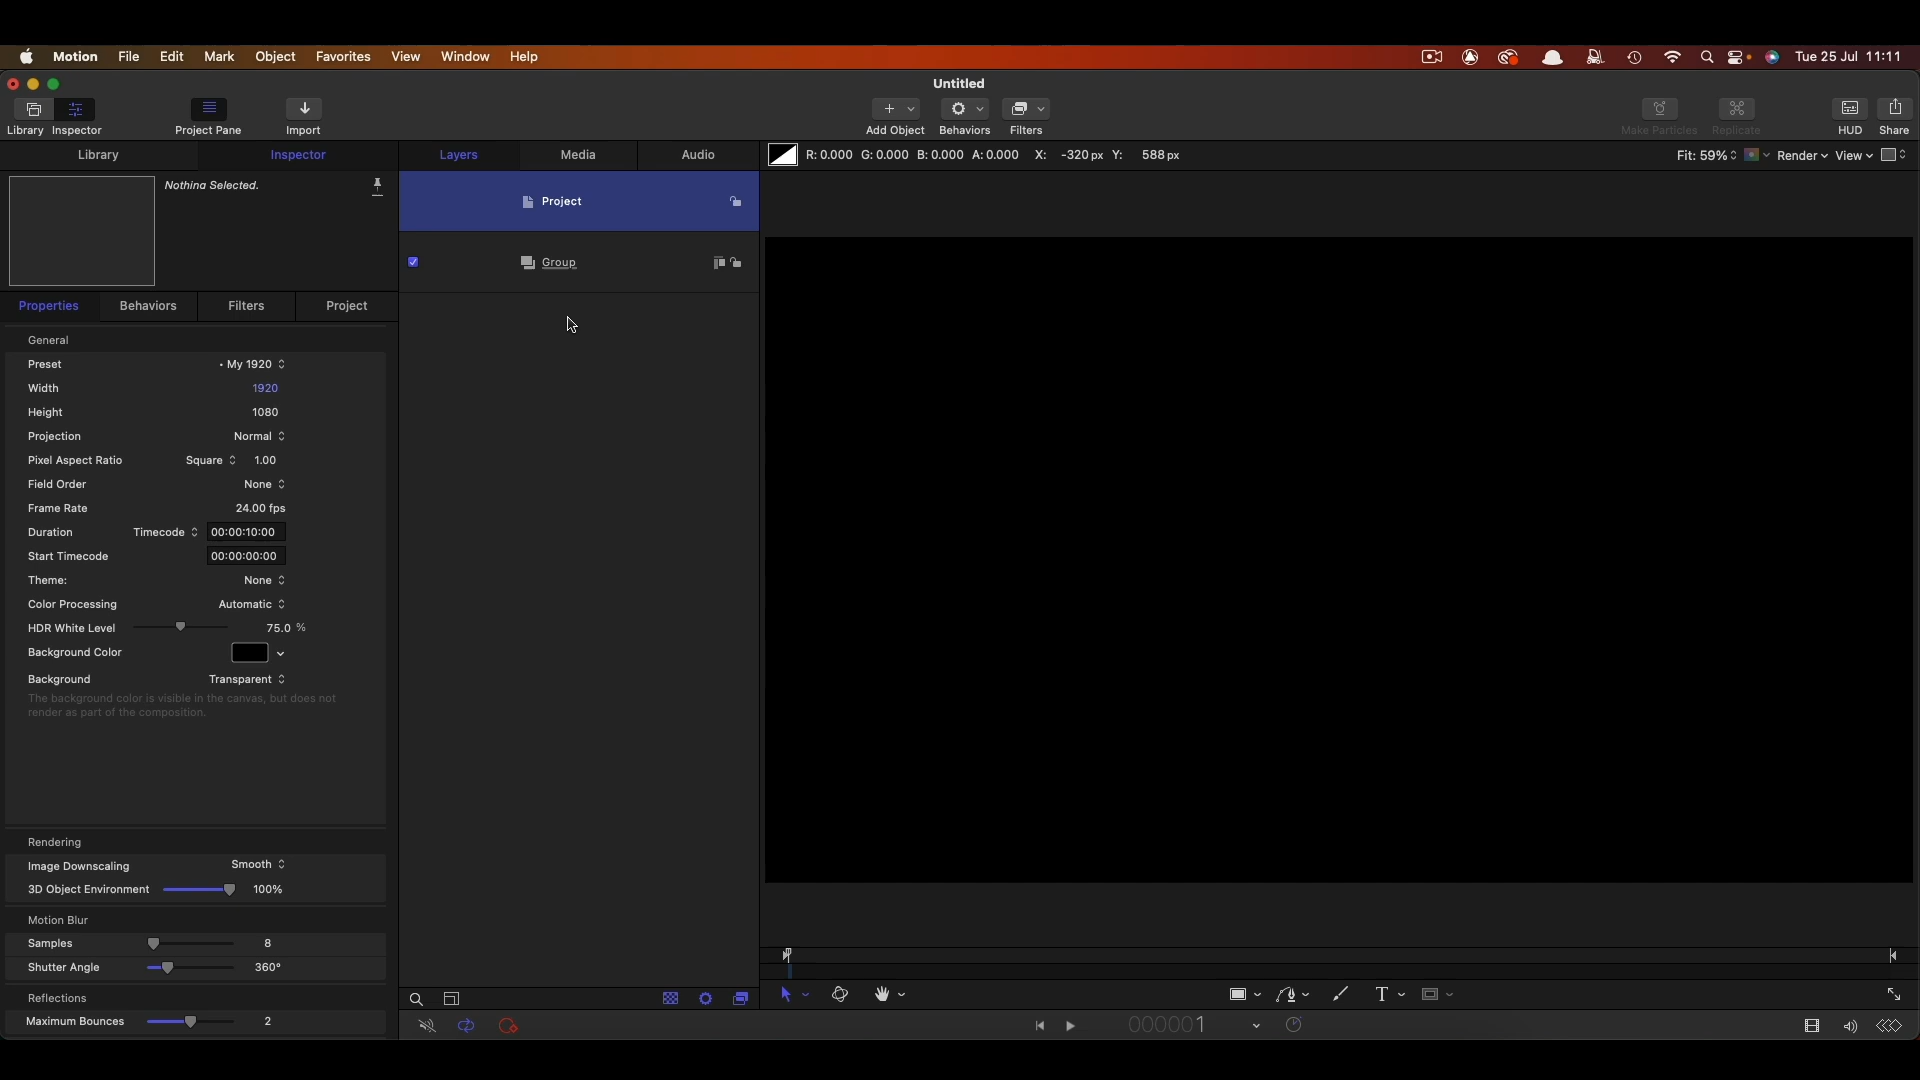 Motion File Edit Mark Object Favorites View Window Help Tue 25 Jul 11:11
Untitled
Library Inspector Project Pane Import Add Object Behaviors Filters Make Particles Replicate HUD Share
Library Inspector Layers Media Audio R: 0.000 G: 0.000 B: 0.000 A: 0.000 X: -320 px Y: 588 px Fit: 59% Render View
Nothing Selected.
Project
Group
Properties Behaviors Filters Project
General
Preset • My 1920
Width 1920
Height 1080
Projection Normal
Pixel Aspect Ratio Square 1.00
Field Order None
Frame Rate 24.00 fps
Duration Timecode 00:00:10:00
Start Timecode 00:00:00:00
Theme: None
Color Processing Automatic
HDR White Level 75.0 %
Background Color
Background Transparent
The background color is visible in the canvas, but does not
render as part of the composition.
Rendering
Image Downscaling Smooth
3D Object Environment 100%
Motion Blur
Samples 8
Shutter Angle 360°
Reflections
Maximum Bounces 2
T
000001